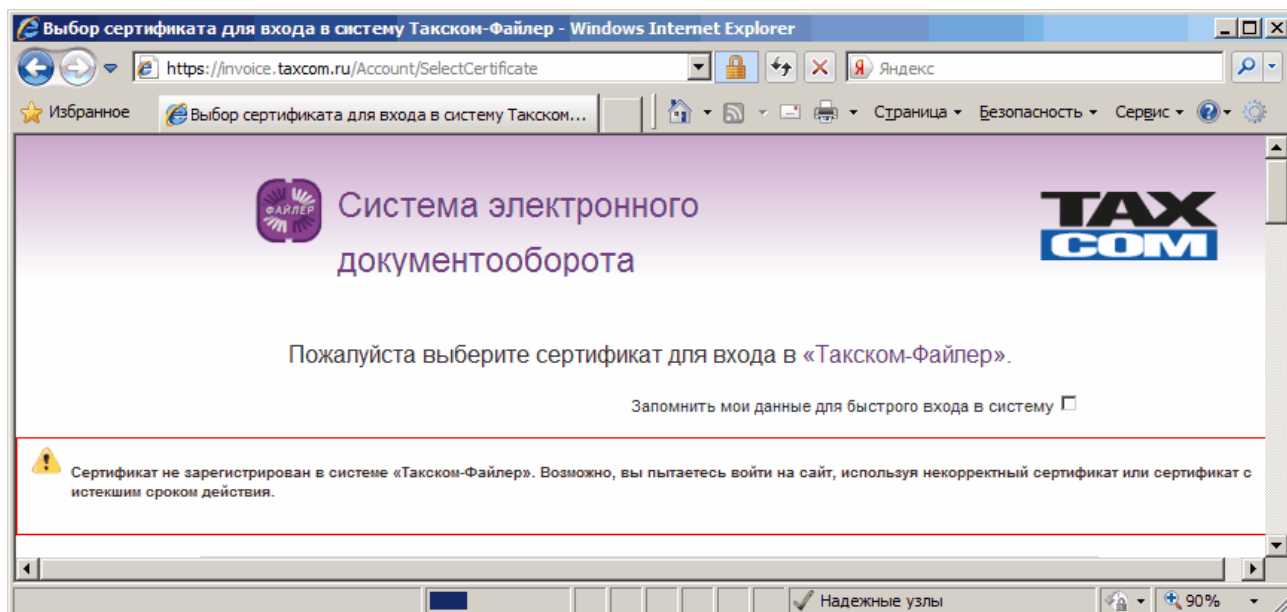 Выбор сертификата для входа в систему Такском-Файлер - Windows Internet Explorer
https://invoice.taxcom.ru/Account/SelectCertificate
Я Яндекс
Избранное
Выбор сертификата для входа в систему Такском...
Страница
Безопасность
Сервис
ФАЙЛЕР
Система электронного
документооборота
TAX
COM
Пожалуйста выберите сертификат для входа в «Такском-Файлер».
Запомнить мои данные для быстрого входа в систему
Сертификат не зарегистрирован в системе «Такском-Файлер». Возможно, вы пытаетесь войти на сайт, используя некорректный сертификат или сертификат с
истекшим сроком действия.
Надежные узлы
90%